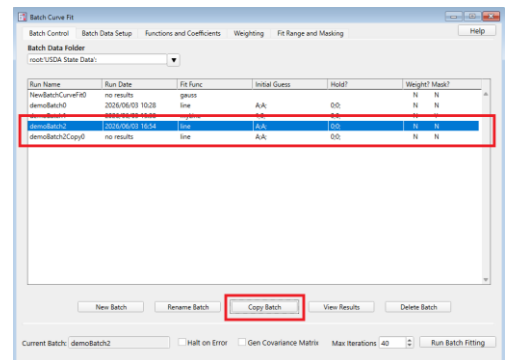 Batch Curve Fit
Batch Control Batch Data Setup Functions and Coefficients Weighting Fit Range and Masking Help
Batch Data Folder
root:'USDA State Data':
Run Name Run Date Fit Func Initial Guess Hold? Weight? Mask?
NewBatchCurveFit0 no results gauss N N
demoBatch0 2026/06/03 10:28 line A;A; 0;0; N N
demoBatch2 2026/06/03 16:54 line A;A; 0;0; N N
demoBatch2Copy0 no results line A;A; 0;0; N N
New Batch Rename Batch Copy Batch View Results Delete Batch
Current Batch: demoBatch2 Halt on Error Gen Covariance Matrix Max Iterations 40 Run Batch Fitting